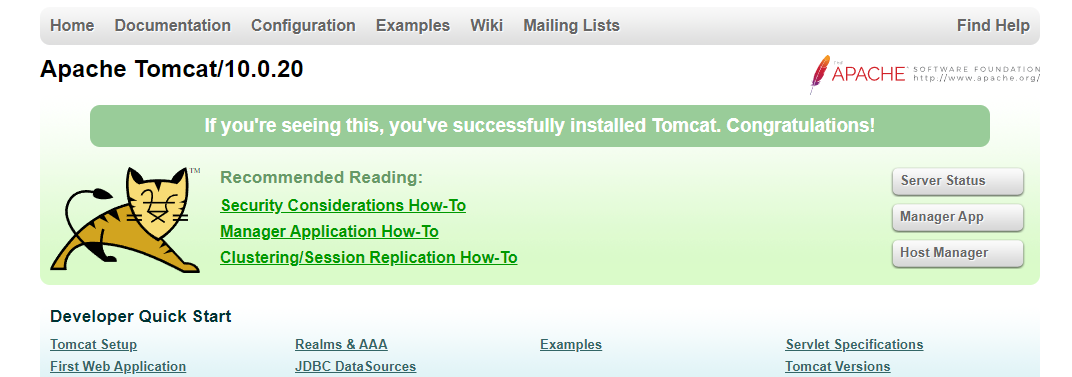 Home Documentation Configuration Examples Wiki Mailing Lists Find Help
Apache Tomcat/10.0.20
THE APACHE SOFTWARE FOUNDATION
http://www.apache.org/
If you're seeing this, you've successfully installed Tomcat. Congratulations!
TM
Recommended Reading:
Security Considerations How-To
Manager Application How-To
Clustering/Session Replication How-To
Server Status
Manager App
Host Manager
Developer Quick Start
Tomcat Setup Realms & AAA Examples Servlet Specifications
First Web Application JDBC DataSources Tomcat Versions